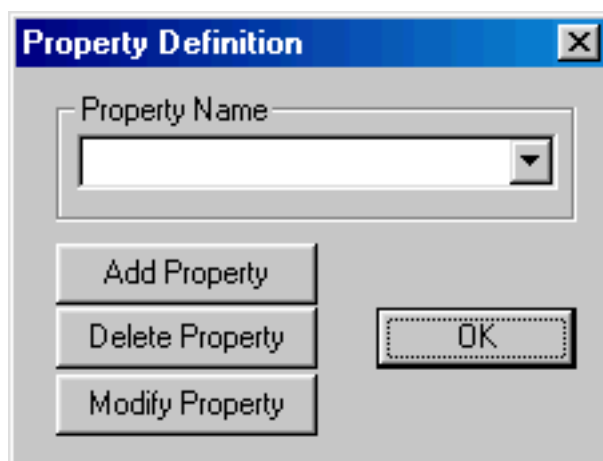 Property Definition
Property Name
Add Property
Delete Property
OK
Modify Property